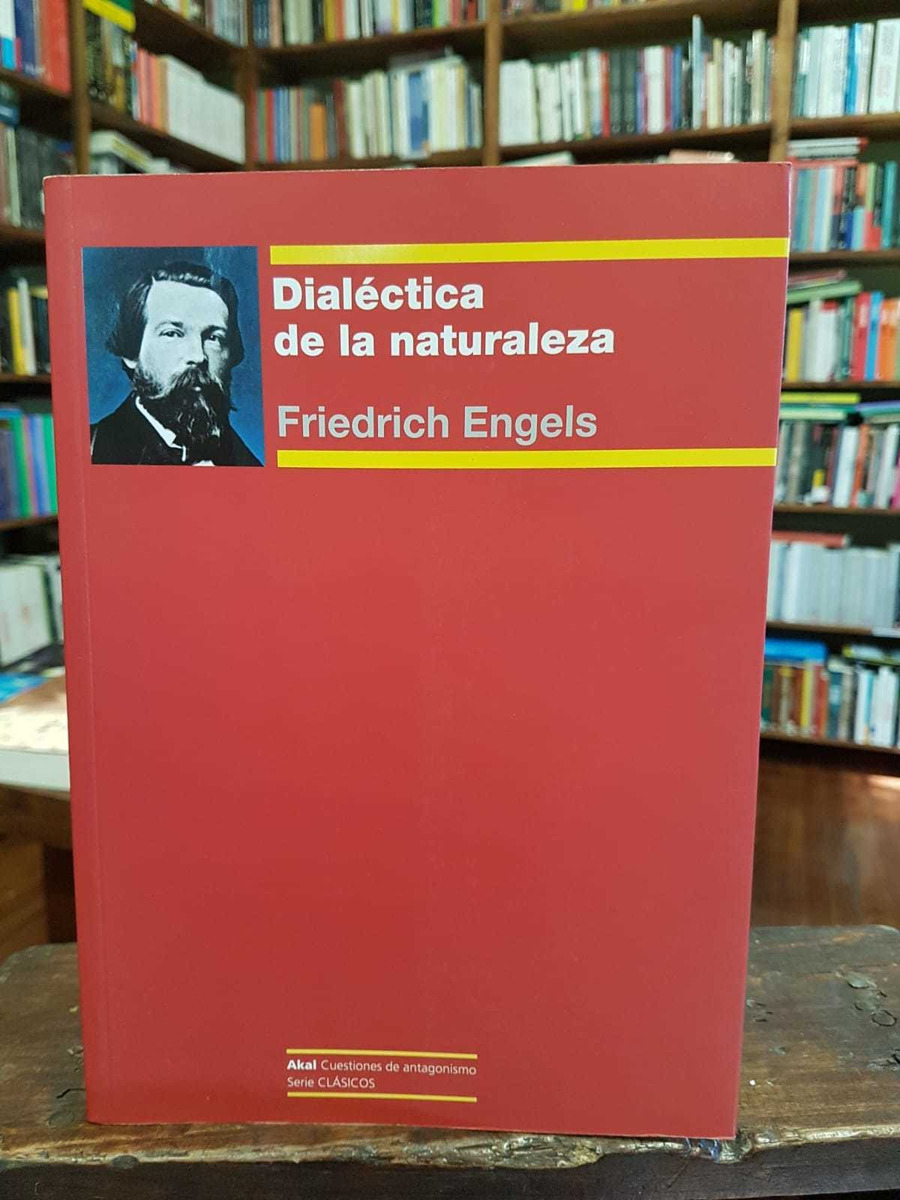 Dialéctica
de la naturaleza
Friedrich Engels
Akal Cuestiones de antagonismo
Serie CLÁSICOS